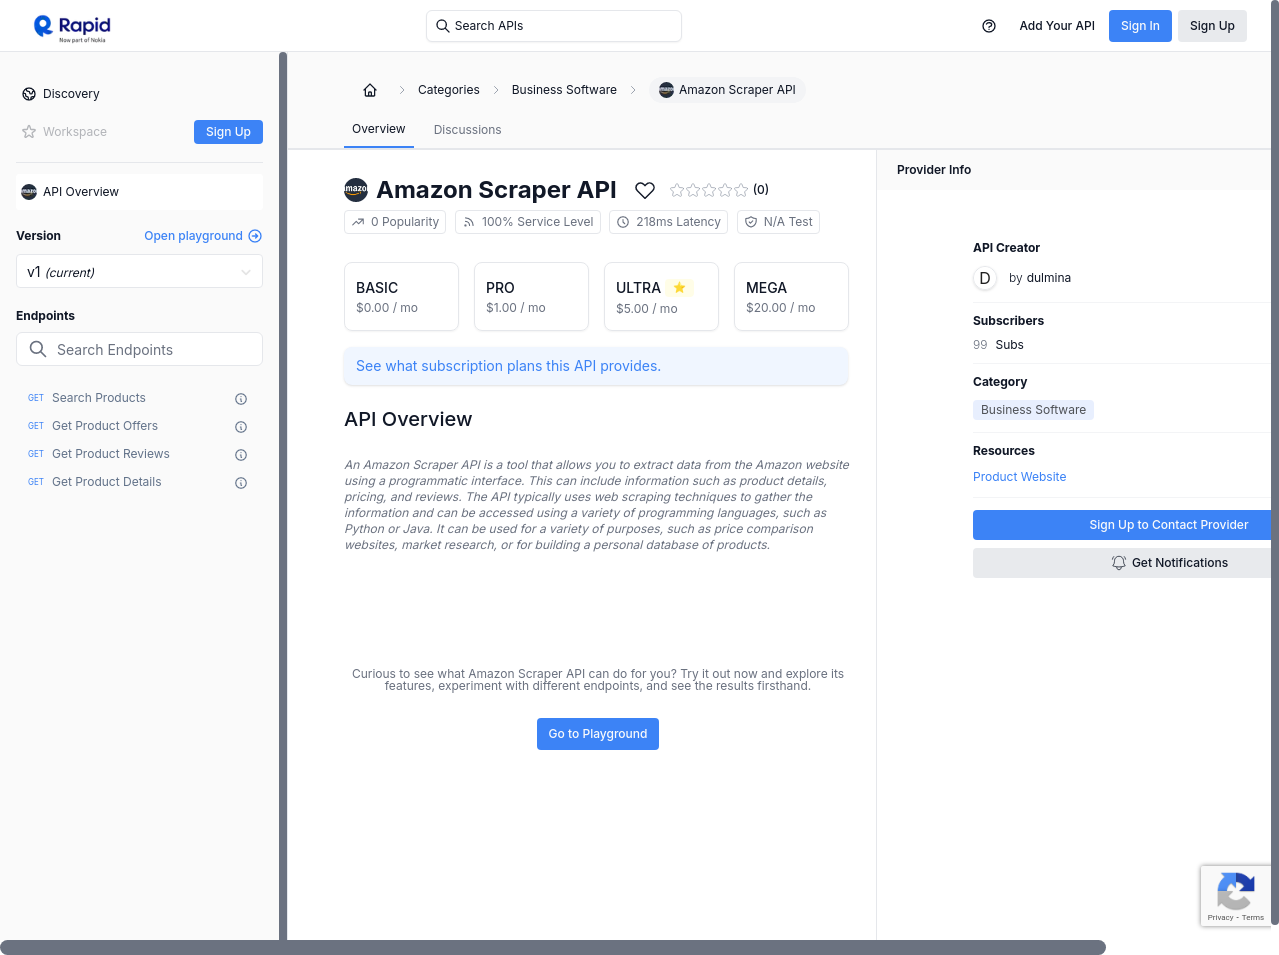 Rapid
Now part of Nokia
Search APIs
Add Your API
Sign In
Sign Up
Discovery
Workspace
Sign Up
API Overview
Version
Open playground
v1 (current)
Endpoints
Search Endpoints
GET Search Products
GET Get Product Offers
GET Get Product Reviews
GET Get Product Details
Categories
Business Software
Amazon Scraper API
Overview
Discussions
Amazon Scraper API
(0)
0 Popularity
100% Service Level
218ms Latency
N/A Test
BASIC
$0.00 / mo
PRO
$1.00 / mo
ULTRA
$5.00 / mo
MEGA
$20.00 / mo
See what subscription plans this API provides.
API Overview
An Amazon Scraper API is a tool that allows you to extract data from the Amazon website
using a programmatic interface. This can include information such as product details,
pricing, and reviews. The API typically uses web scraping techniques to gather the
information and can be accessed using a variety of programming languages, such as
Python or Java. It can be used for a variety of purposes, such as price comparison
websites, market research, or for building a personal database of products.
Curious to see what Amazon Scraper API can do for you? Try it out now and explore its
features, experiment with different endpoints, and see the results firsthand.
Go to Playground
Provider Info
API Creator
D
by dulmina
Subscribers
99 Subs
Category
Business Software
Resources
Product Website
Sign Up to Contact Provider
Get Notifications
Privacy - Terms